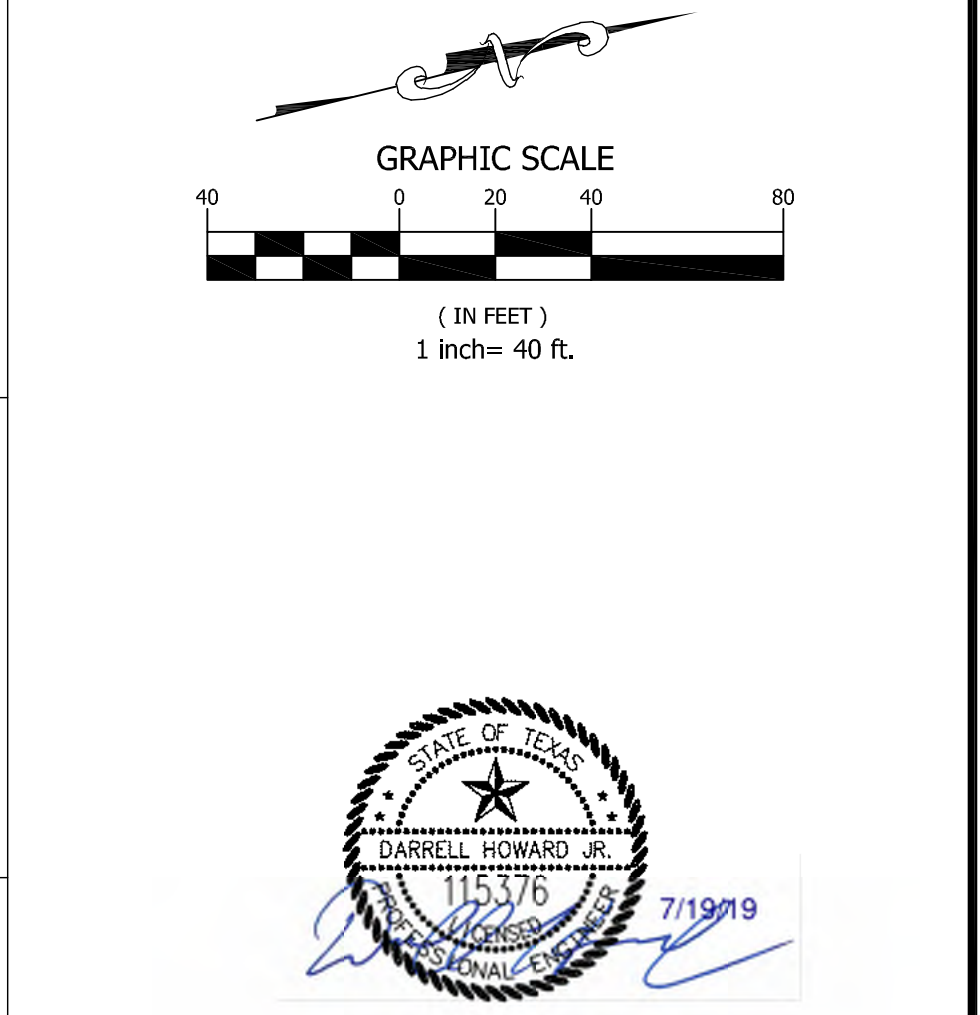 N
GRAPHIC SCALE
40 0 20 40 80
( IN FEET )
1 inch= 40 ft.
STATE OF TEXAS
DARRELL HOWARD JR.
115376
LICENSED
PROFESSIONAL ENGINEER
7/19/19